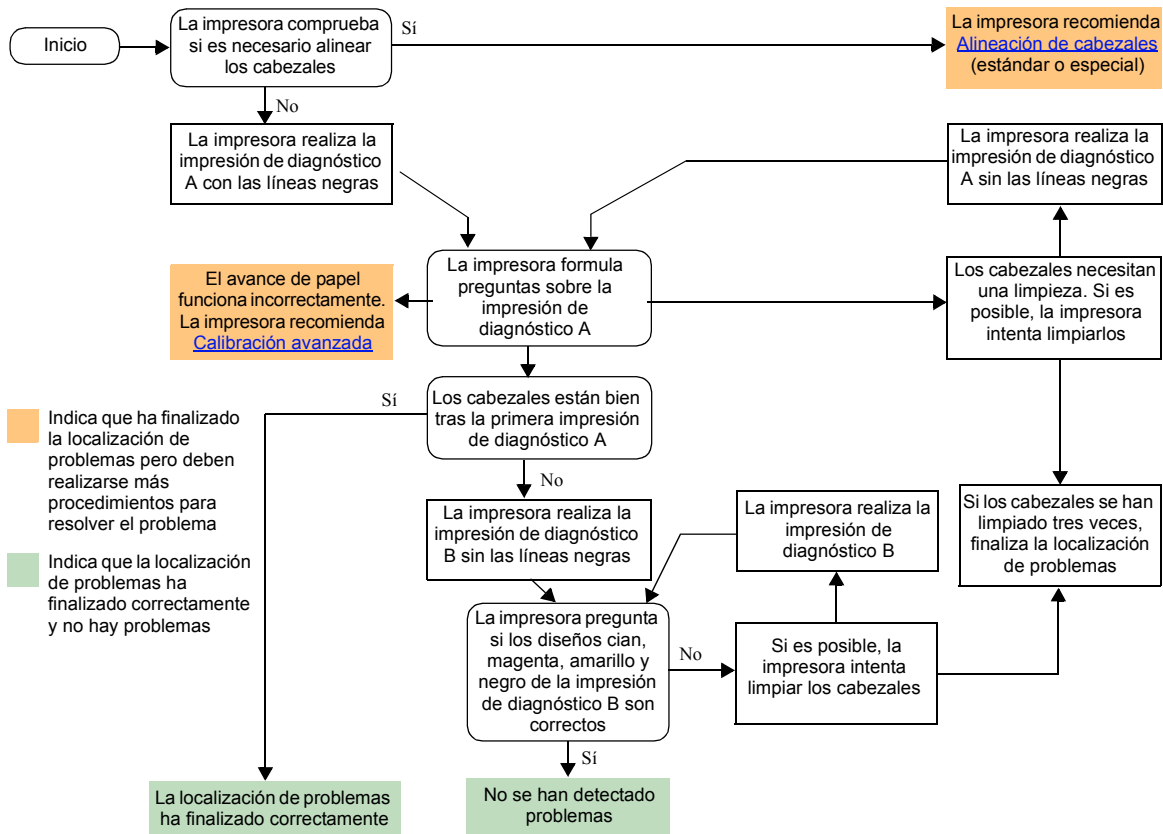 Inicio
La impresora comprueba
si es necesario alinear
los cabezales
Sí
La impresora recomienda
Alineación de cabezales
(estándar o especial)
No
La impresora realiza la
impresión de diagnóstico
A con las líneas negras
La impresora realiza la
impresión de diagnóstico
A sin las líneas negras
El avance de papel
funciona incorrectamente.
La impresora recomienda
Calibración avanzada
La impresora formula
preguntas sobre la
impresión de
diagnóstico A
Los cabezales necesitan
una limpieza. Si es
posible, la impresora
intenta limpiarlos
Sí
Los cabezales están bien
tras la primera impresión
de diagnóstico A
Indica que ha finalizado
la localización de
problemas pero deben
realizarse más
procedimientos para
resolver el problema
No
La impresora realiza la
impresión de diagnóstico
B sin las líneas negras
La impresora realiza la
impresión de
diagnóstico B
Si los cabezales se han
limpiado tres veces,
finaliza la localización
de problemas
Indica que la localización
de problemas ha
finalizado correctamente
y no hay problemas
La impresora pregunta
si los diseños cian,
magenta, amarillo y
negro de la impresión
de diagnóstico B son
correctos
No
Si es posible, la
impresora intenta
limpiar los cabezales
Sí
La localización de problemas
ha finalizado correctamente
No se han detectado
problemas